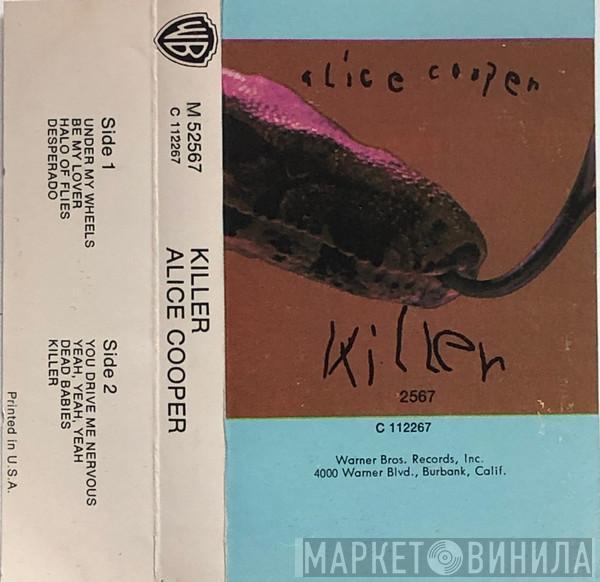 WB
Side 1
UNDER MY WHEELS
BE MY LOVER
HALO OF FLIES
DESPERADO
Side 2
YOU DRIVE ME NERVOUS
YEAH, YEAH, YEAH
DEAD BABIES
KILLER
Printed in U.S.A.
M 52567
C 112267
KILLER
ALICE COOPER
alice cooper
Killer
2567
C 112267
Warner Bros. Records, Inc.
4000 Warner Blvd., Burbank, Calif.
МАРКЕТ ВИНИЛА